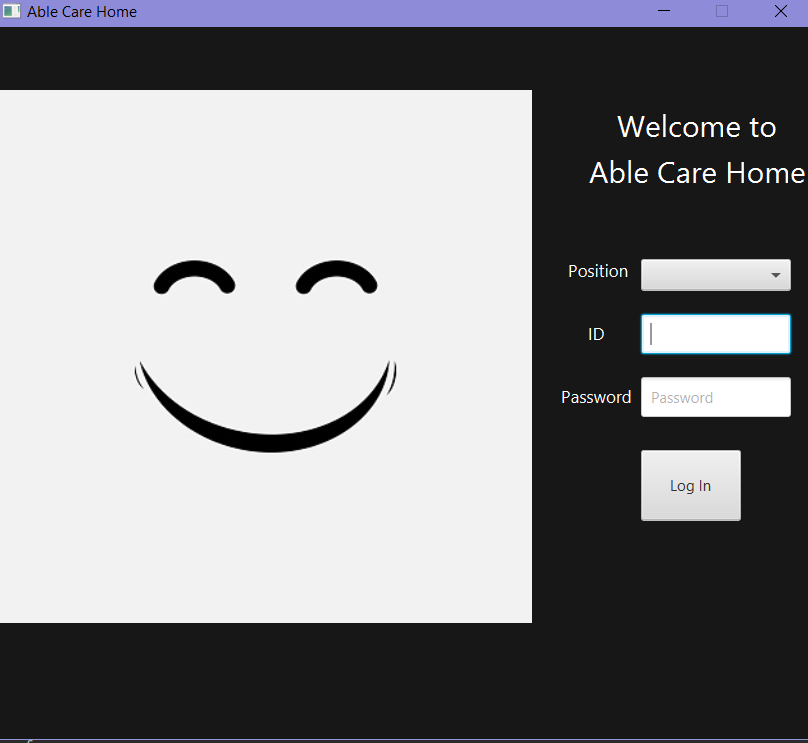 Able Care Home
Welcome to
Able Care Home
Position
ID
Password
Password
Log In